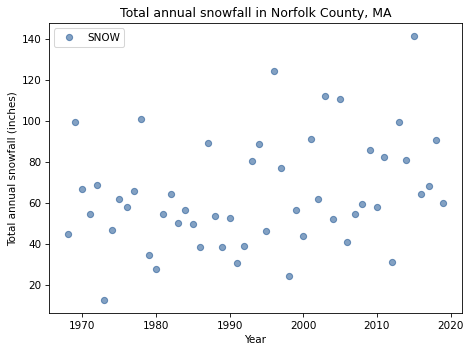 Total annual snowfall in Norfolk County, MA
SNOW
140
120
100
80
60
40
20
Total annual snowfall (inches)
1970 1980 1990 2000 2010 2020
Year